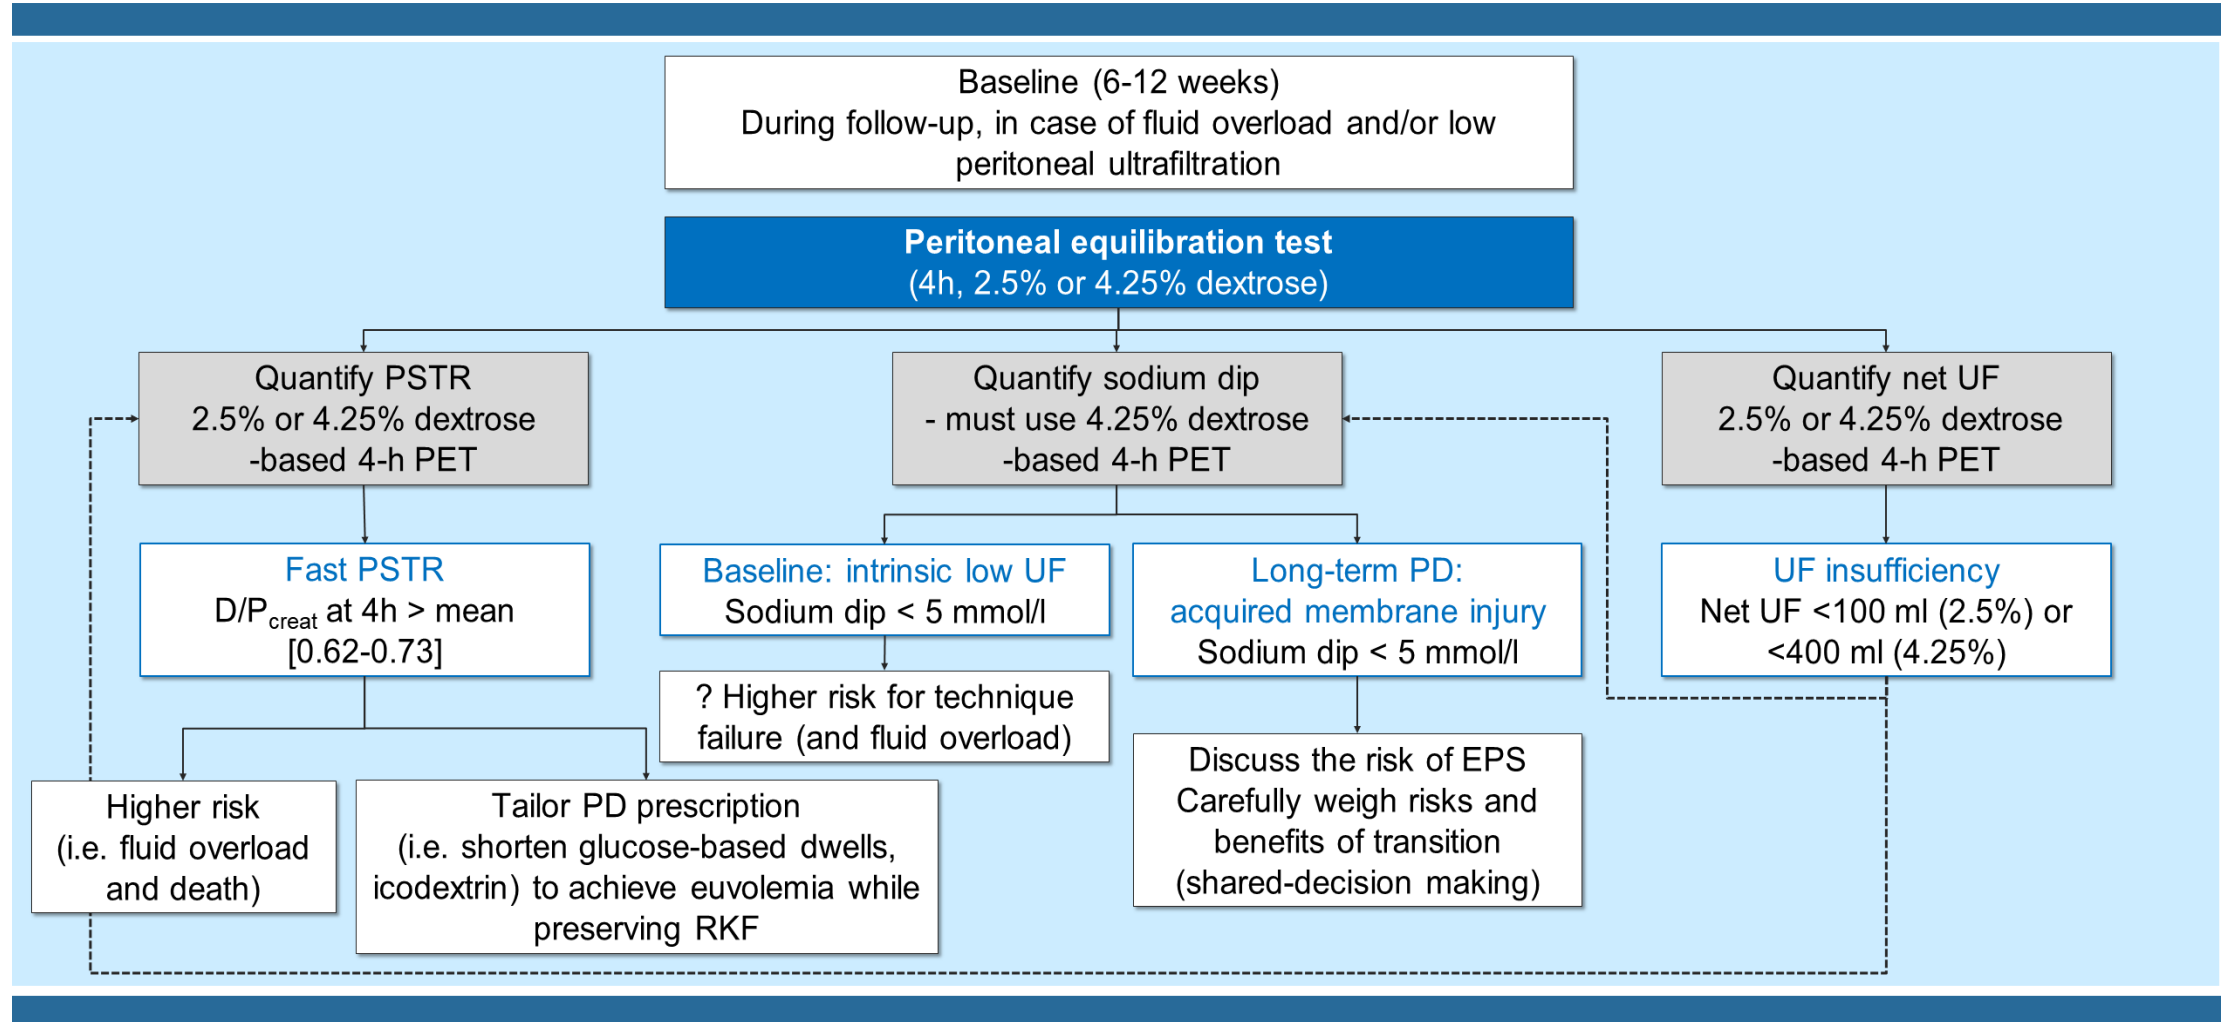 Baseline (6-12 weeks)
During follow-up, in case of fluid overload and/or low
peritoneal ultrafiltration
Peritoneal equilibration test
(4h, 2.5% or 4.25% dextrose)
Quantify PSTR
2.5% or 4.25% dextrose
-based 4-h PET
Quantify sodium dip
- must use 4.25% dextrose
-based 4-h PET
Quantify net UF
2.5% or 4.25% dextrose
-based 4-h PET
Fast PSTR
D/Pcreat at 4h > mean
[0.62-0.73]
Baseline: intrinsic low UF
Sodium dip < 5 mmol/l
Long-term PD:
acquired membrane injury
Sodium dip < 5 mmol/l
UF insufficiency
Net UF <100 ml (2.5%) or
<400 ml (4.25%)
? Higher risk for technique
failure (and fluid overload)
Discuss the risk of EPS
Carefully weigh risks and
benefits of transition
(shared-decision making)
Higher risk
(i.e. fluid overload
and death)
Tailor PD prescription
(i.e. shorten glucose-based dwells,
icodextrin) to achieve euvolemia while
preserving RKF